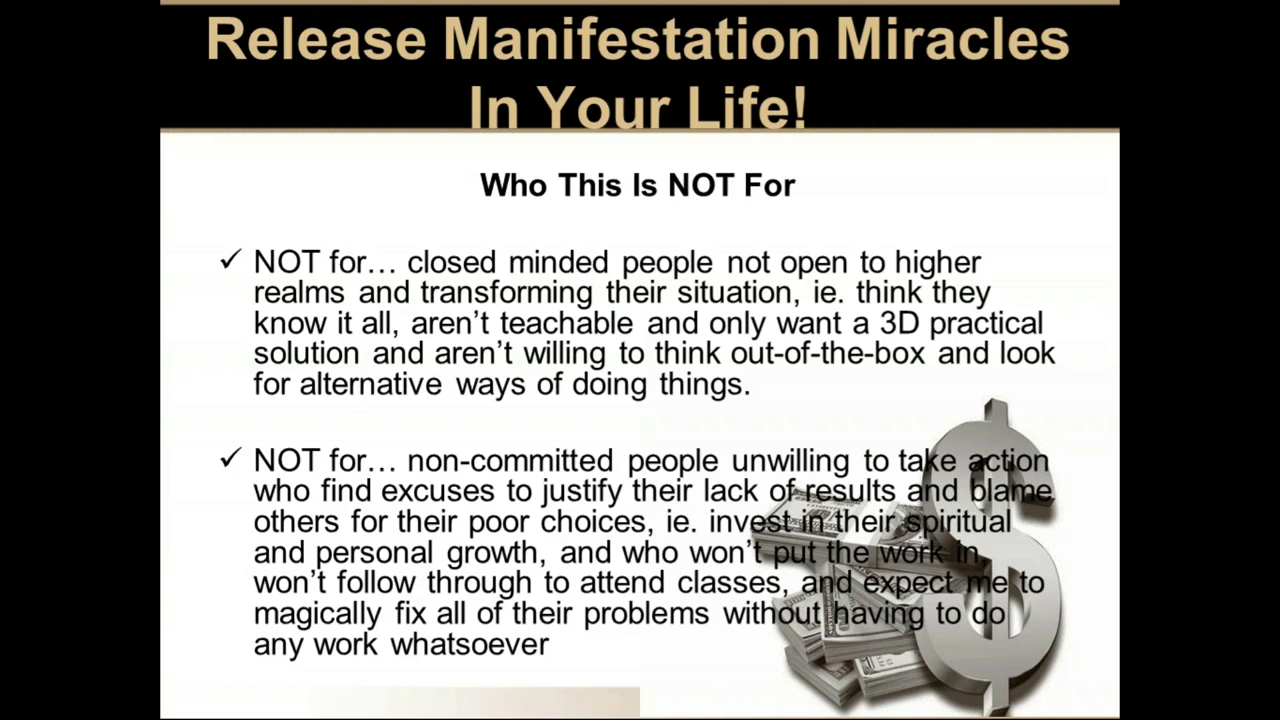 Release Manifestation Miracles
In Your Life!
Who This Is NOT For
✓ NOT for… closed minded people not open to higher
realms and transforming their situation, ie. think they
know it all, aren’t teachable and only want a 3D practical
solution and aren’t willing to think out-of-the-box and look
for alternative ways of doing things.
✓ NOT for… non-committed people unwilling to take action
who find excuses to justify their lack of results and blame
others for their poor choices, ie. invest in their spiritual
and personal growth, and who won’t put the work in,
won’t follow through to attend classes, and expect me to
magically fix all of their problems without having to do
any work whatsoever